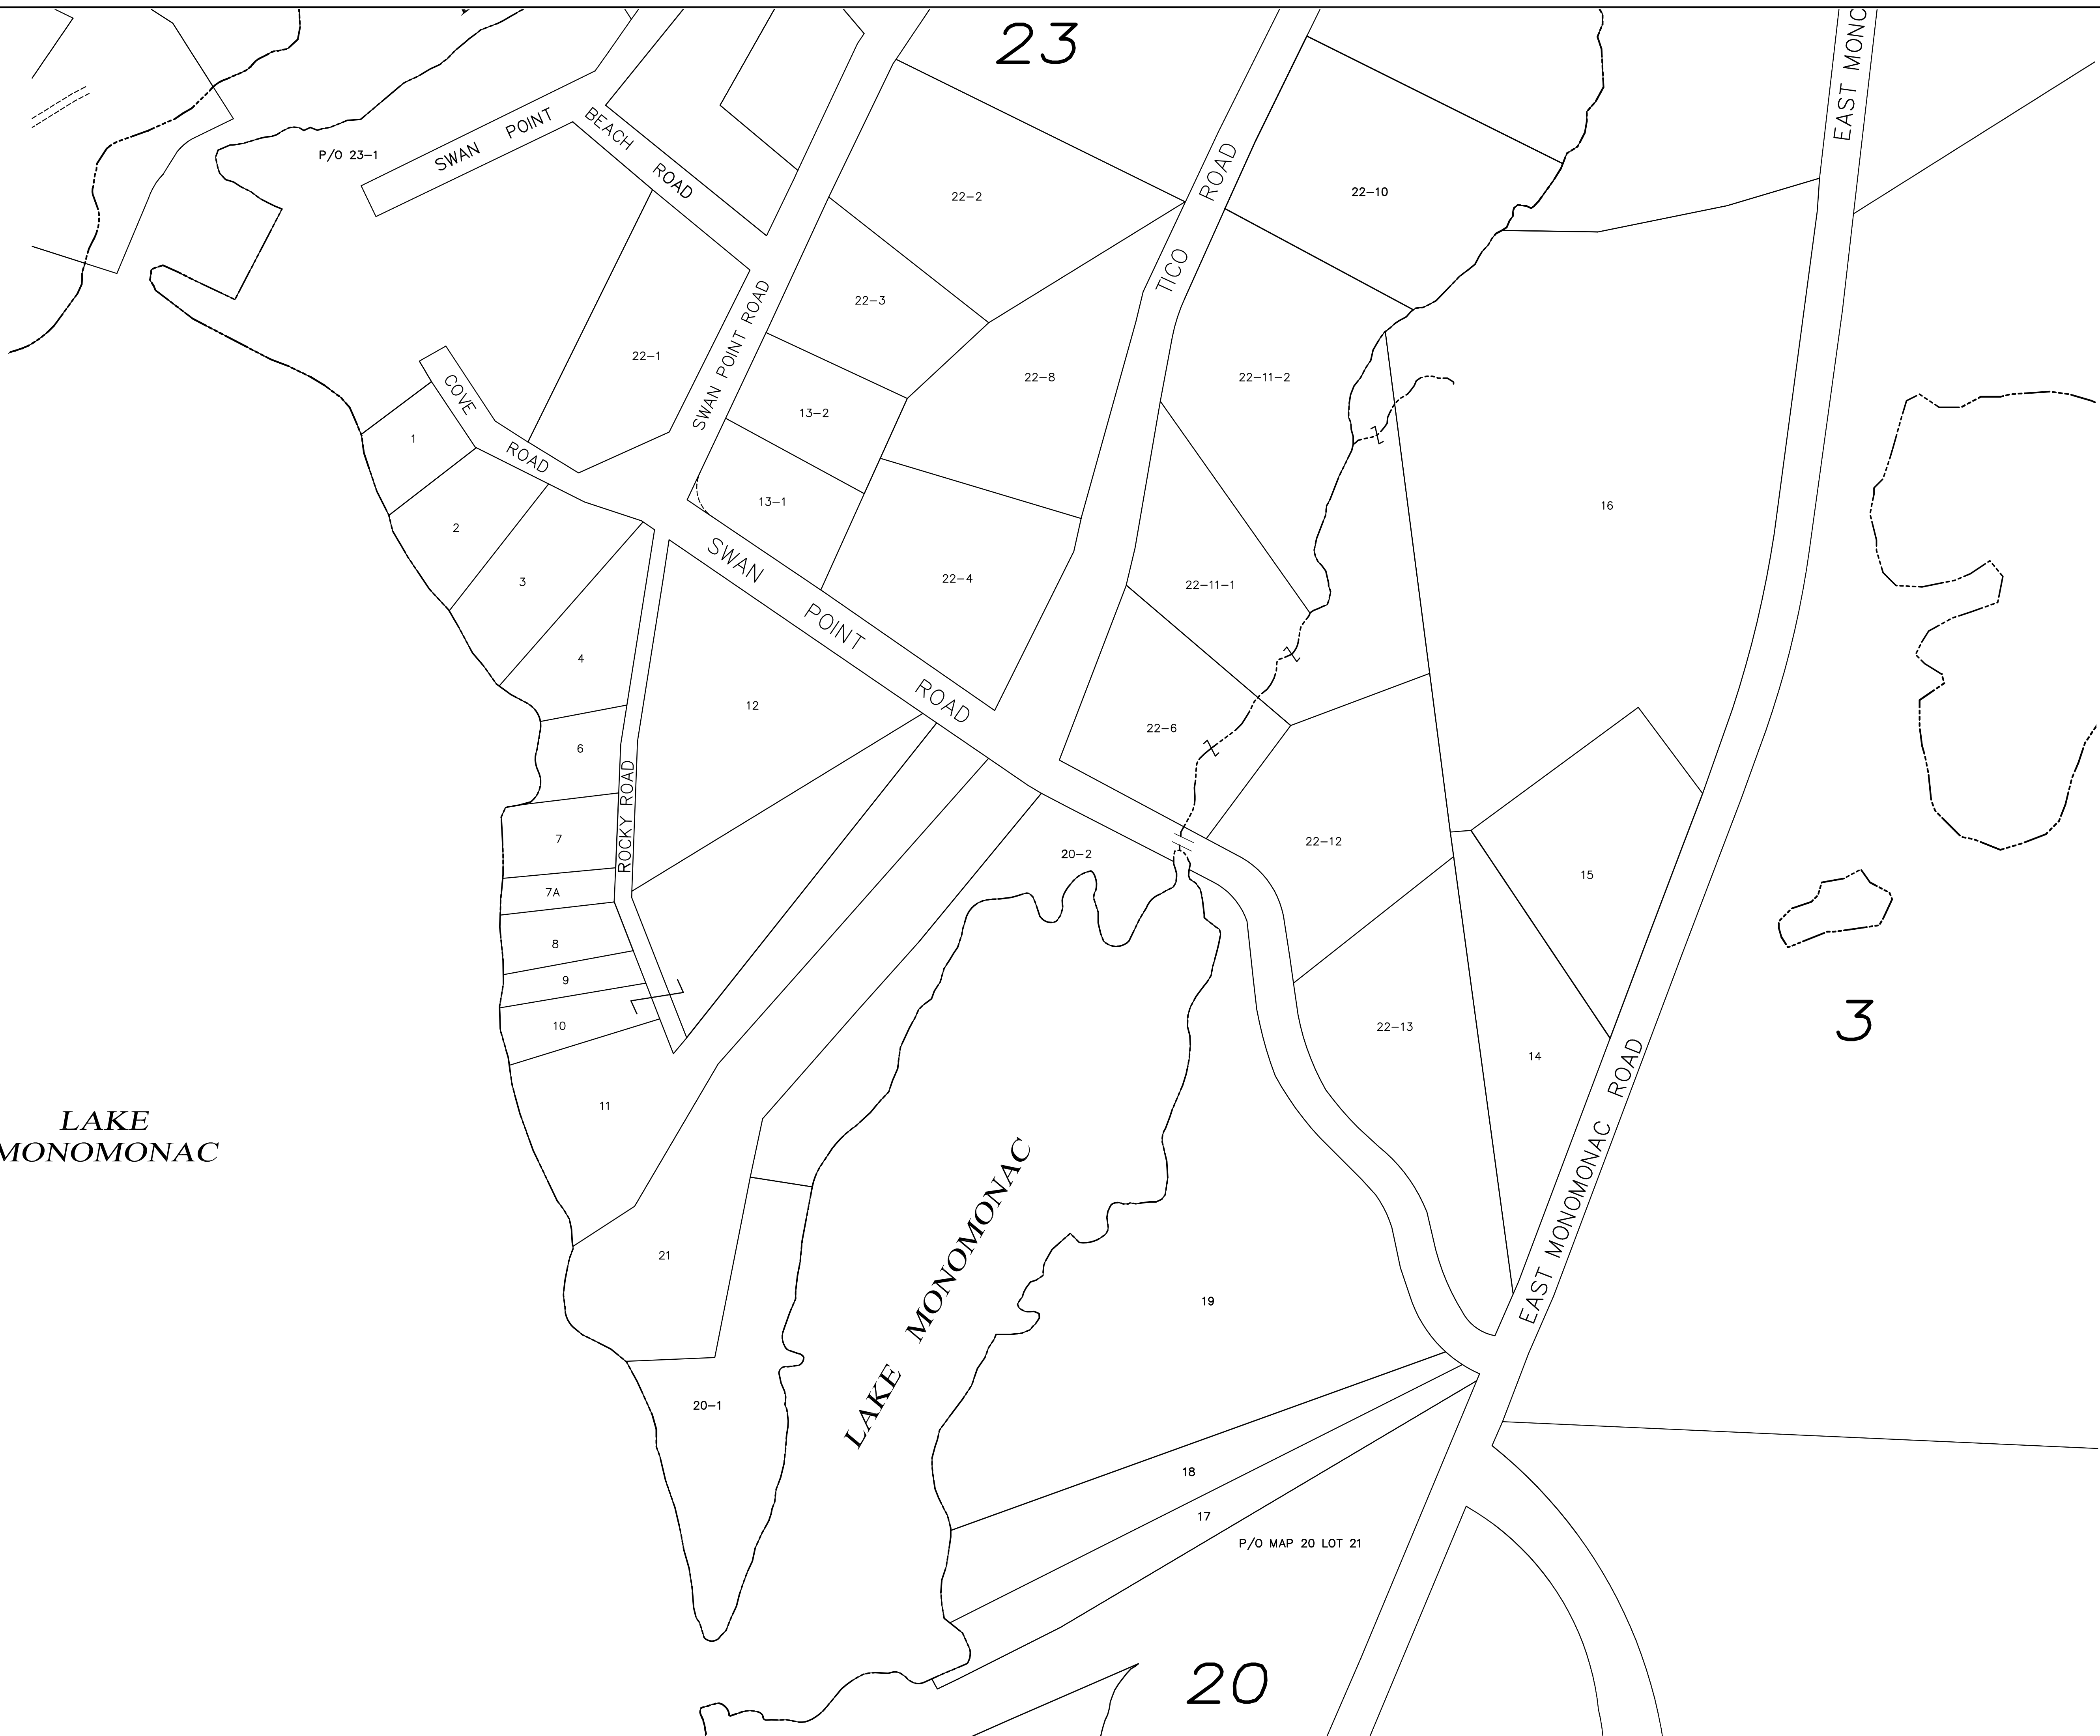 23
EAST MONC
P/O 23-1
SWAN POINT
BEACH ROAD
22-2
TICO ROAD
22-10
22-3
22-1
SWAN POINT ROAD
22-8
22-11-2
COVE ROAD
13-2
1
13-1
16
2
3
SWAN POINT ROAD
22-4
22-11-1
4
12
22-6
6
ROCKY ROAD
7
20-2
22-12
15
7A
8
9
10
22-13
14
3
11
LAKE
MONOMONAC
EAST MONOMONAC ROAD
21
LAKE MONOMONAC
19
20-1
18
17
P/O MAP 20 LOT 21
20